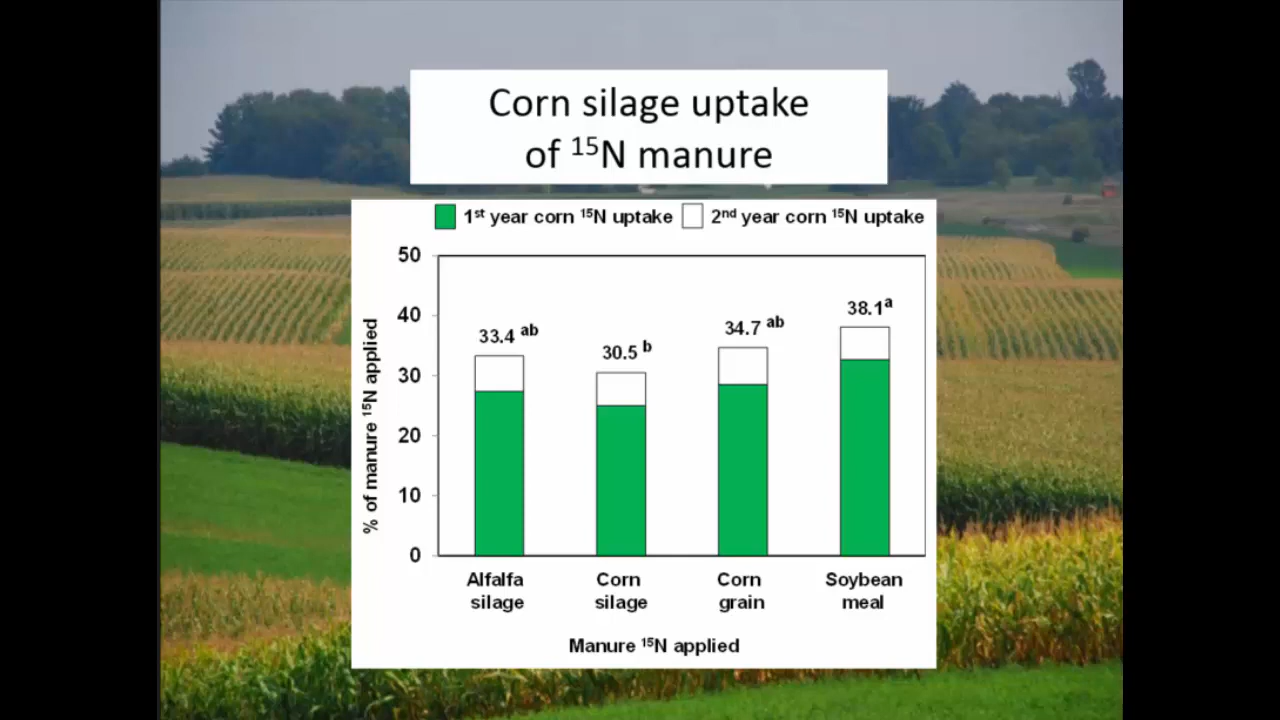 Corn silage uptake
of ¹⁵N manure
1ˢᵗ year corn ¹⁵N uptake 2ⁿᵈ year corn ¹⁵N uptake
% of manure ¹⁵N applied
50
40
30
20
10
0
33.4 ab
30.5 b
34.7 ab
38.1 a
Alfalfa silage
Corn silage
Corn grain
Soybean meal
Manure ¹⁵N applied